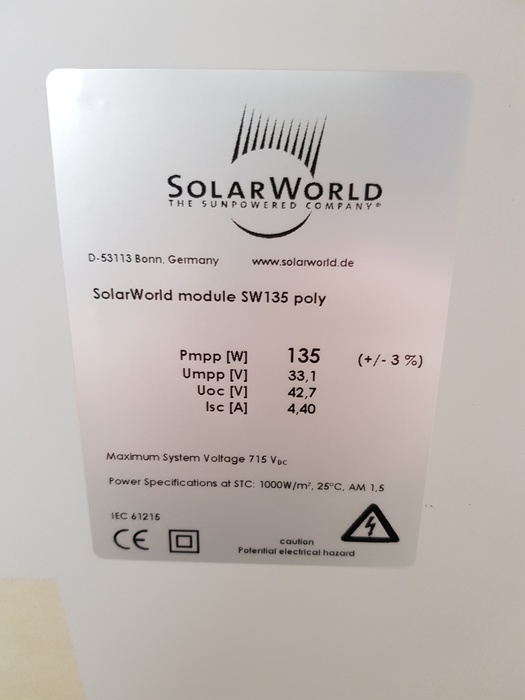 SOLARWORLD
THE SUNPOWERED COMPANY®
D-53113 Bonn, Germany www.solarworld.de
SolarWorld module SW135 poly
Pmpp [W] 135 (+/- 3 %)
Umpp [V] 33,1
Uoc [V] 42,7
Isc [A] 4,40
Maximum System Voltage 715 VDC
Power Specifications at STC: 1000W/m², 25°C, AM 1,5
IEC 61215
CE
caution
Potential electrical hazard